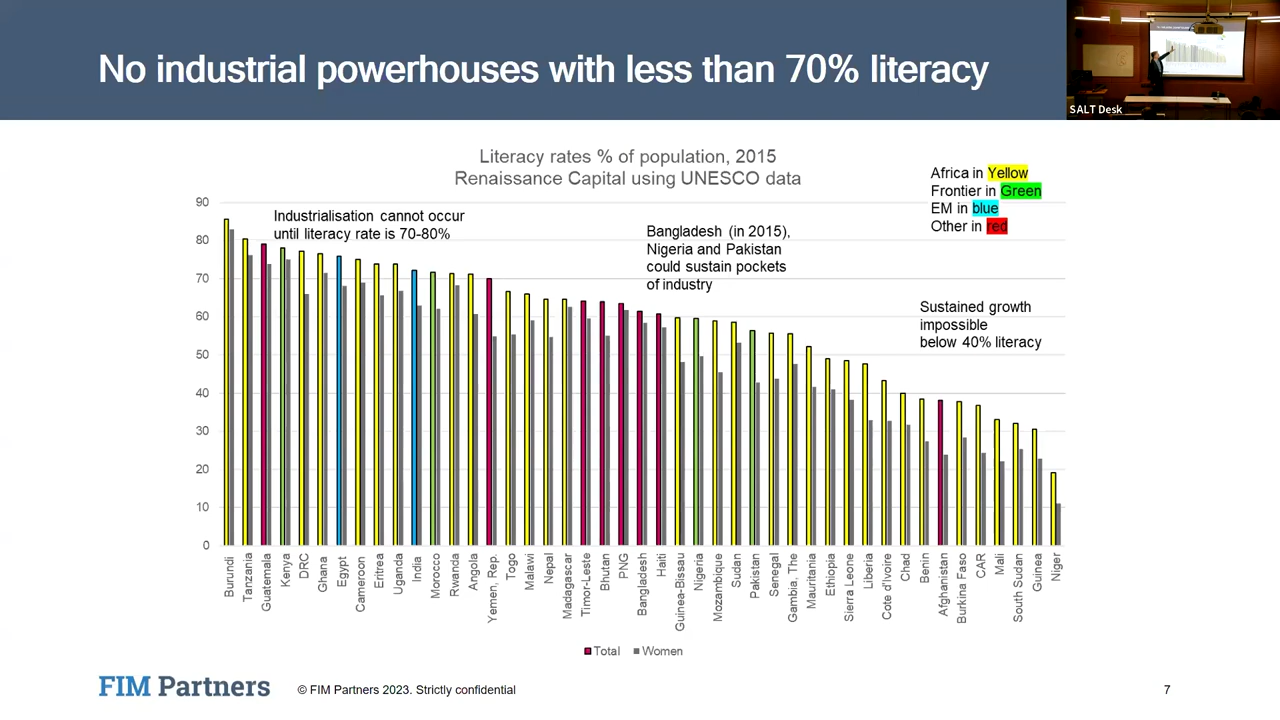 No industrial powerhouses with less than 70% literacy
SALT Desk
Literacy rates % of population, 2015
Renaissance Capital using UNESCO data
Africa in Yellow
Frontier in Green
EM in blue
Other in red
Industrialisation cannot occur
until literacy rate is 70-80%
Bangladesh (in 2015),
Nigeria and Pakistan
could sustain pockets
of industry
Sustained growth
impossible
below 40% literacy
90
80
70
60
50
40
30
20
10
0
Burundi
Tanzania
Guatemala
Kenya
DRC
Ghana
Egypt
Cameroon
Eritrea
Uganda
India
Morocco
Rwanda
Angola
Yemen, Rep.
Togo
Malawi
Nepal
Madagascar
Timor-Leste
Bhutan
PNG
Bangladesh
Haiti
Guinea-Bissau
Nigeria
Mozambique
Sudan
Pakistan
Senegal
Gambia, The
Mauritania
Ethiopia
Sierra Leone
Liberia
Cote d'Ivoire
Chad
Benin
Afghanistan
Burkina Faso
CAR
Mali
South Sudan
Guinea
Niger
Total
Women
FIM Partners
© FIM Partners 2023. Strictly confidential
7